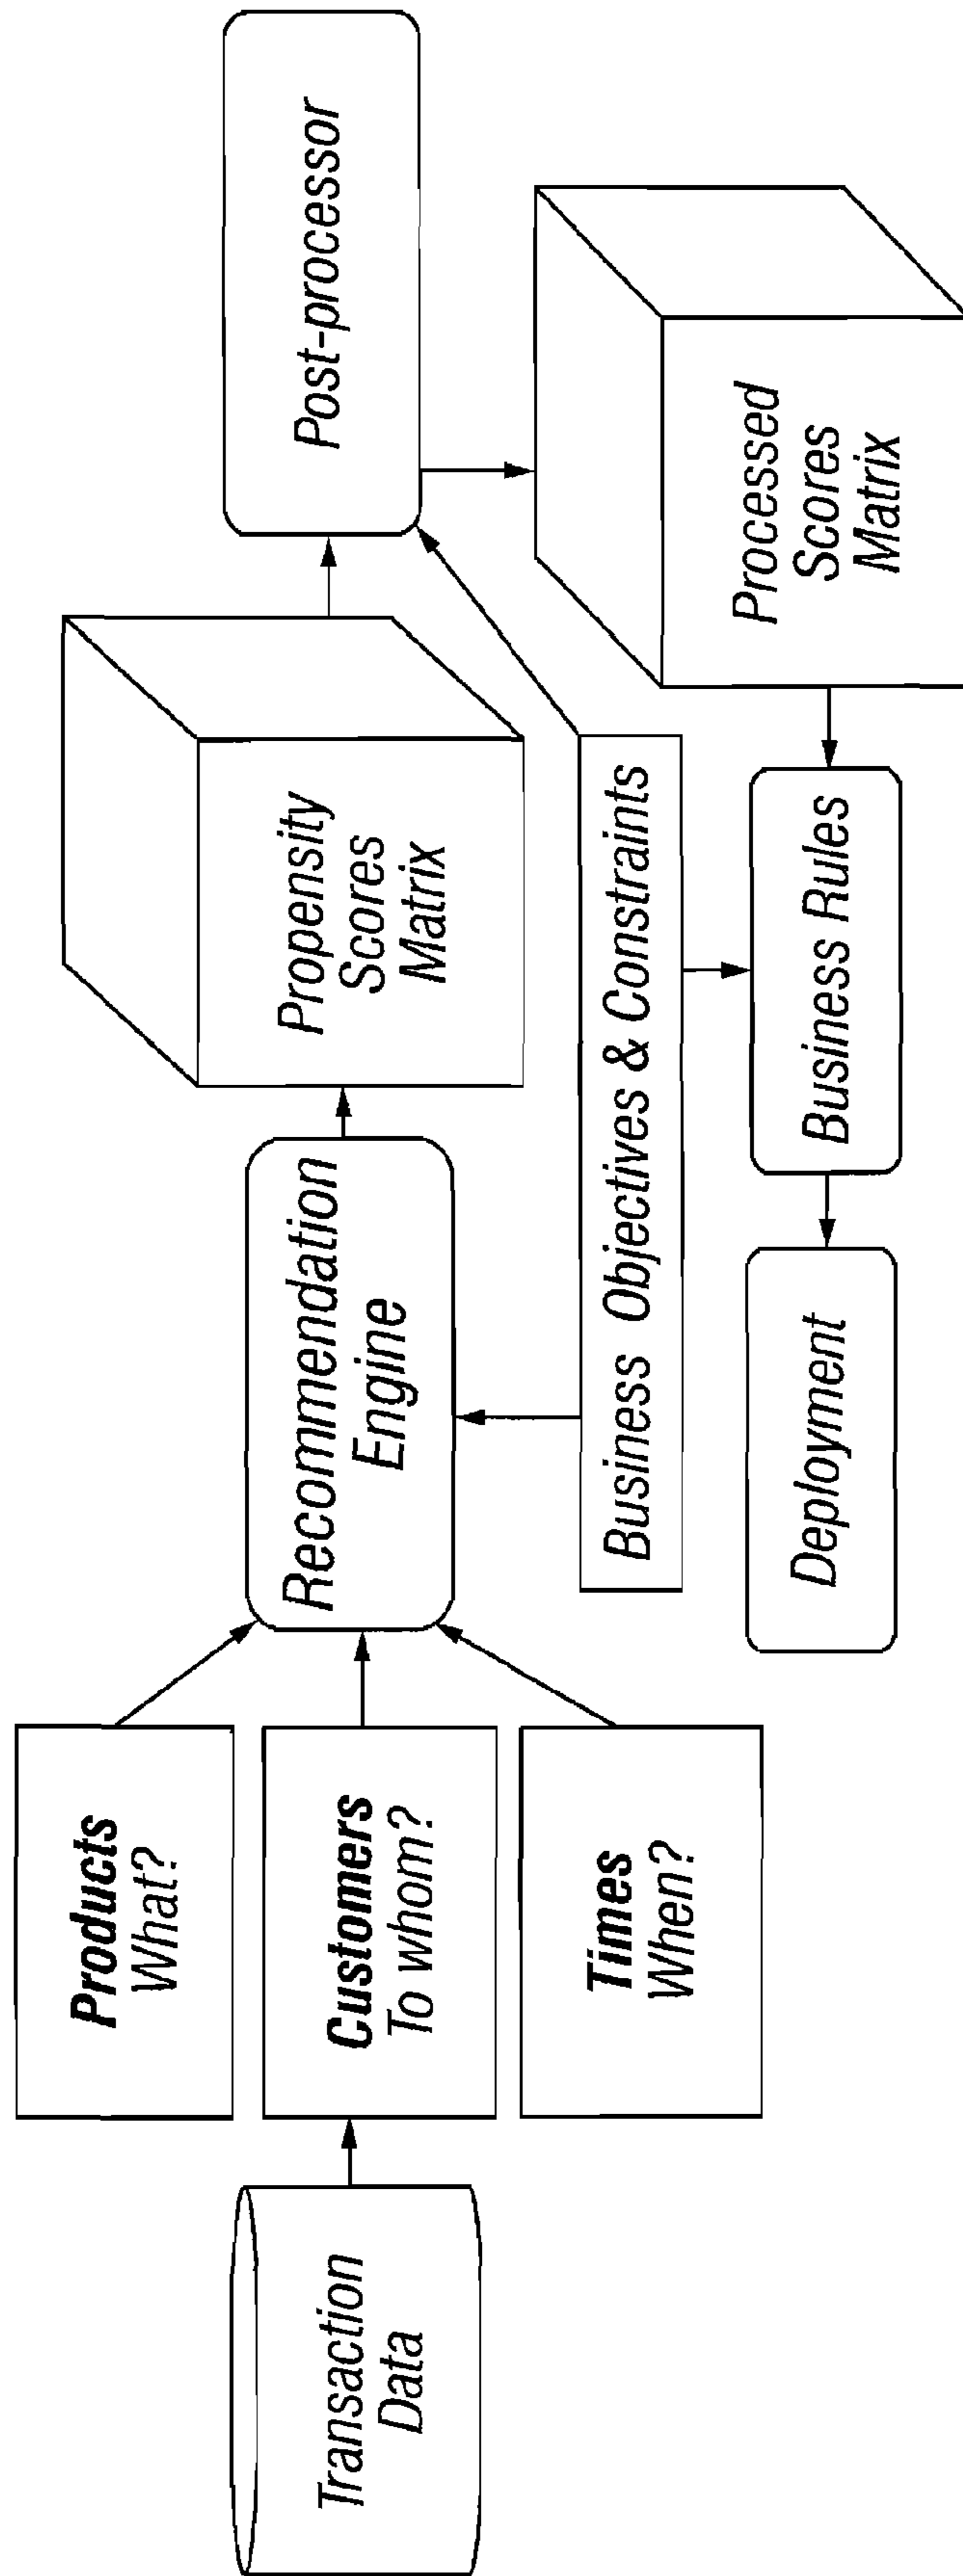 Transaction
Data
Products
What?
Customers
To whom?
Times
When?
Recommendation
Engine
Propensity
Scores
Matrix
Post-processor
Business Objectives & Constraints
Processed
Scores
Matrix
Business Rules
Deployment